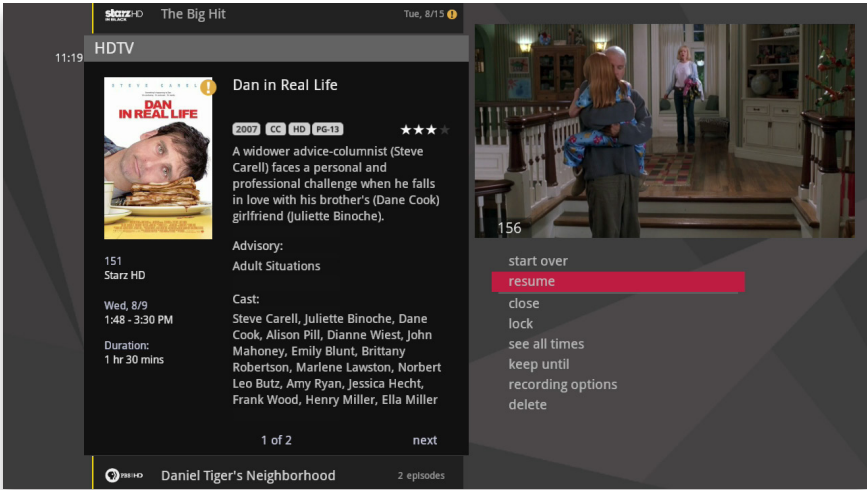 starz HD
IN BLACK
The Big Hit
Tue, 8/15
!
HDTV
11:19
STEVE CARELL
!
DAN
IN REAL LIFE
151
Starz HD
Wed, 8/9
1:48 - 3:30 PM
Duration:
1 hr 30 mins
Dan in Real Life
2007 CC HD PG-13
A widower advice-columnist (Steve
Carell) faces a personal and
professional challenge when he falls
in love with his brother's (Dane Cook)
girlfriend (Juliette Binoche).
Advisory:
Adult Situations
Cast:
Steve Carell, Juliette Binoche, Dane
Cook, Alison Pill, Dianne Wiest, John
Mahoney, Emily Blunt, Brittany
Robertson, Marlene Lawston, Norbert
Leo Butz, Amy Ryan, Jessica Hecht,
Frank Wood, Henry Miller, Ella Miller
1 of 2
next
156
start over
resume
close
lock
see all times
keep until
recording options
delete
PBS HD
Daniel Tiger's Neighborhood
2 episodes